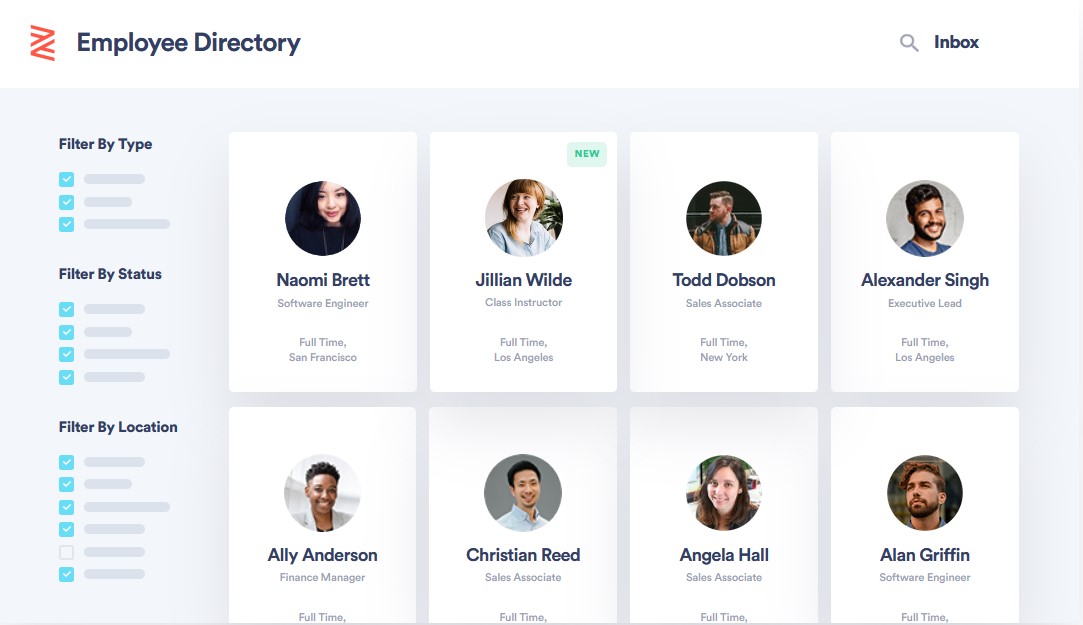 Employee Directory
Inbox
Filter By Type
Filter By Status
Filter By Location
NEW
Naomi Brett
Software Engineer
Full Time,
San Francisco
Jillian Wilde
Class Instructor
Full Time,
Los Angeles
Todd Dobson
Sales Associate
Full Time,
New York
Alexander Singh
Executive Lead
Full Time,
Los Angeles
Ally Anderson
Finance Manager
Full Time,
Christian Reed
Sales Associate
Full Time,
Angela Hall
Sales Associate
Full Time,
Alan Griffin
Software Engineer
Full Time,